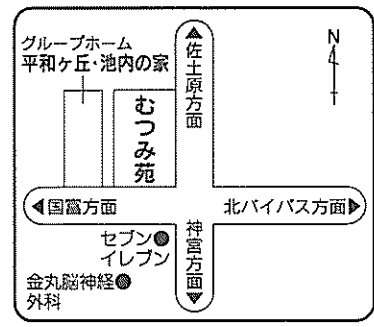 グループホーム
平和ヶ丘・池内の家
むつみ苑
▲佐土原方面
N
◀国富方面
北バイパス方面▶
神宮方面▼
セブン
イレブン
金丸脳神経
外科